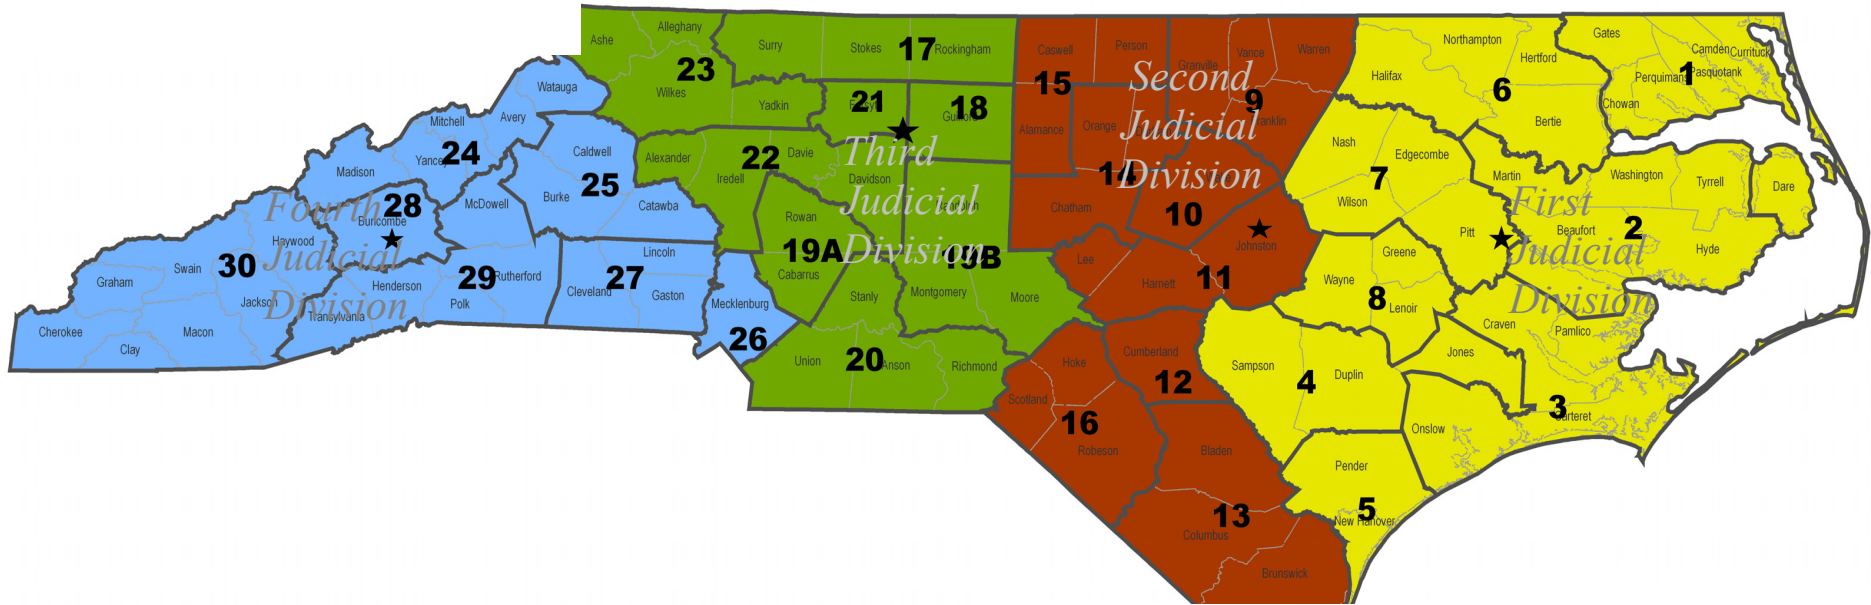 Ashe
Alleghany
Surry
Stokes
17
Rockingham
23
Wilkes
Yadkin
21
18
Caswell
Person
Granville
Vance
Warren
15
Second
Judicial
Division
9
Franklin
Alamance
Orange
14
Chatham
10
Johnston
Lee
Harnett
11
Northampton
Hertford
Gates
Camden
Currituck
Halifax
6
Perquimans
1
Pasquotank
Chowan
Bertie
Nash
Edgecombe
7
Wilson
Martin
Washington
Tyrrell
Dare
First
Judicial
Division
Pitt
Beaufort
2
Hyde
Greene
Wayne
8
Lenoir
Craven
Pamlico
Jones
Sampson
4
Duplin
3
Carteret
Onslow
Pender
5
New Hanover
Hoke
Cumberland
12
Scotland
16
Robeson
Bladen
13
Columbus
Brunswick
Watauga
Mitchell
Avery
Yancey
24
Madison
Caldwell
25
Burke
McDowell
Catawba
Alexander
22
Davie
Iredell
Third
Judicial
Division
Davidson
Randolph
Rowan
19A
19B
Cabarrus
Stanly
Montgomery
Moore
Union
20
Anson
Richmond
Fourth
Judicial
Division
28
Buncombe
Haywood
Swain
30
Graham
Jackson
Henderson
29
Rutherford
Polk
Transylvania
Cherokee
Macon
Clay
Lincoln
Cleveland
27
Gaston
Mecklenburg
26